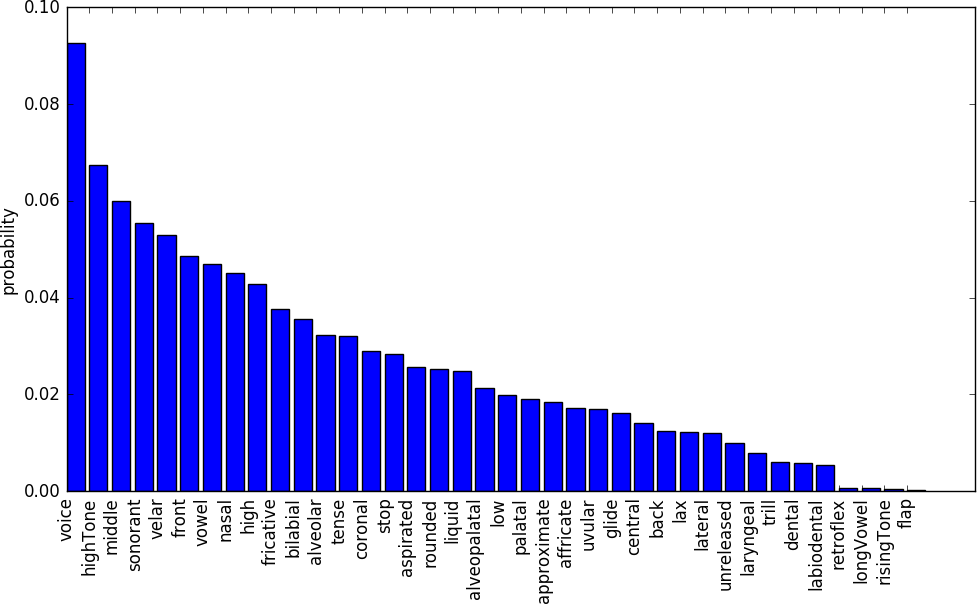 0.10
0.08
0.06
0.04
0.02
0.00
probability
voice
highTone
middle
sonorant
velar
front
vowel
nasal
high
fricative
bilabial
alveolar
tense
coronal
stop
aspirated
rounded
liquid
alveopalatal
low
palatal
approximate
affricate
uvular
glide
central
back
lax
lateral
unreleased
laryngeal
trill
dental
labiodental
retroflex
longVowel
risingTone
flap